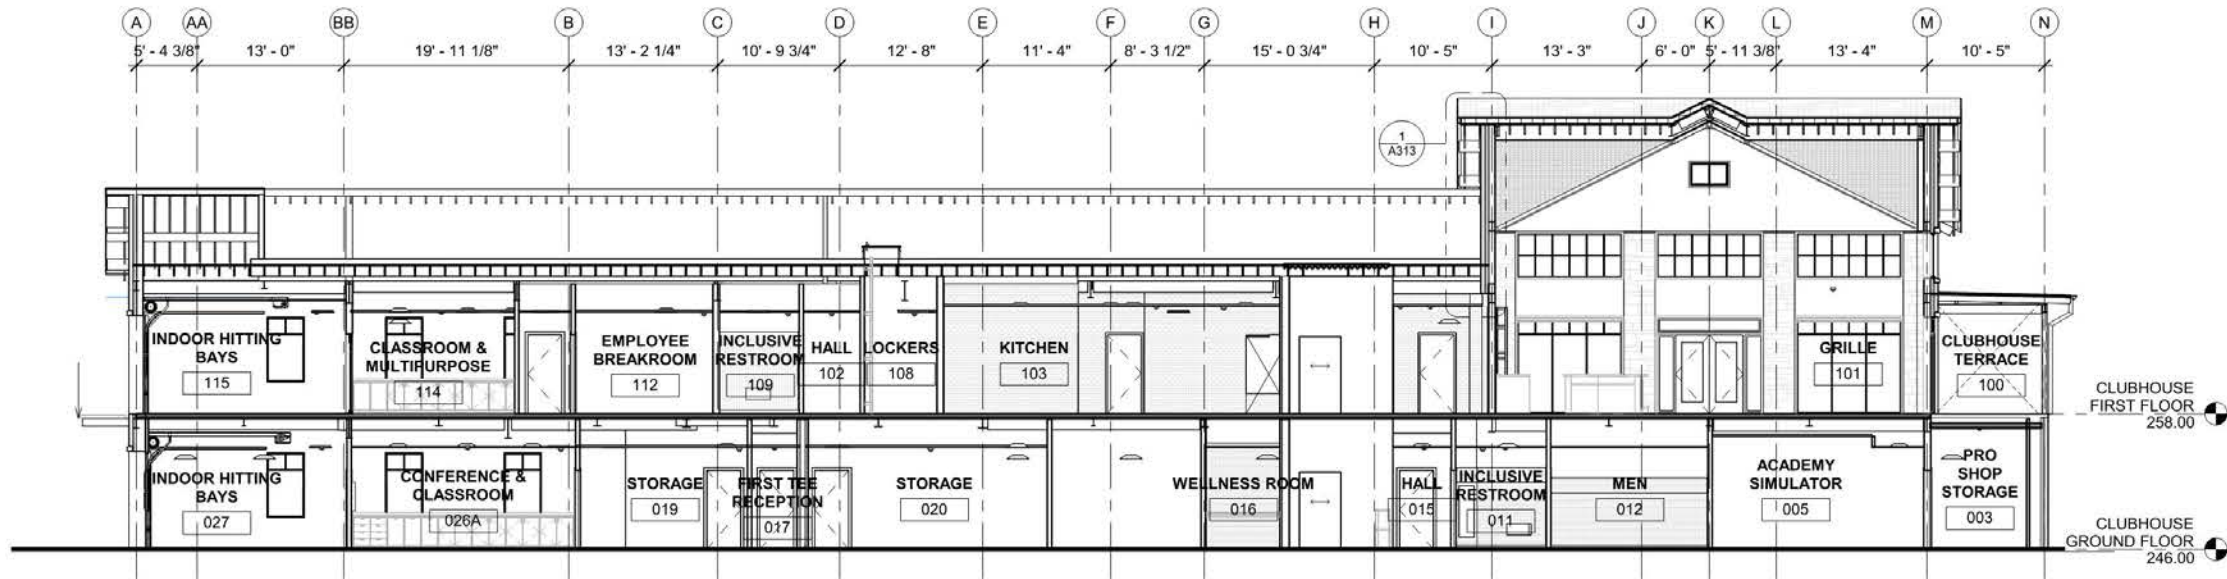 A AA BB B C D E F G H I J K L M N
5' - 4 3/8" 13' - 0" 19' - 11 1/8" 13' - 2 1/4" 10' - 9 3/4" 12' - 8" 11' - 4" 8' - 3 1/2" 15' - 0 3/4" 10' - 5" 13' - 3" 6' - 0" 5' - 11 3/8" 13' - 4" 10' - 5"
1
A313
INDOOR HITTING
BAYS
115
CLASSROOM &
MULTIPURPOSE
114
EMPLOYEE
BREAKROOM
112
INCLUSIVE
RESTROOM
109
HALL
102
LOCKERS
108
KITCHEN
103
GRILLE
101
CLUBHOUSE
TERRACE
100
CLUBHOUSE
FIRST FLOOR
258.00
INDOOR HITTING
BAYS
027
CONFERENCE &
CLASSROOM
026A
STORAGE
019
FIRST TEE
RECEPTION
017
STORAGE
020
WELLNESS ROOM
016
HALL
015
INCLUSIVE
RESTROOM
011
MEN
012
ACADEMY
SIMULATOR
005
PRO
SHOP
STORAGE
003
CLUBHOUSE
GROUND FLOOR
246.00